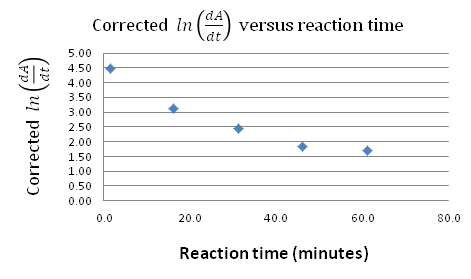 Corrected ln(dA/dt) versus reaction time
Corrected ln(dA/dt)
5.00
4.50
4.00
3.50
3.00
2.50
2.00
1.50
1.00
0.50
0.00
0.0 20.0 40.0 60.0 80.0
Reaction time (minutes)